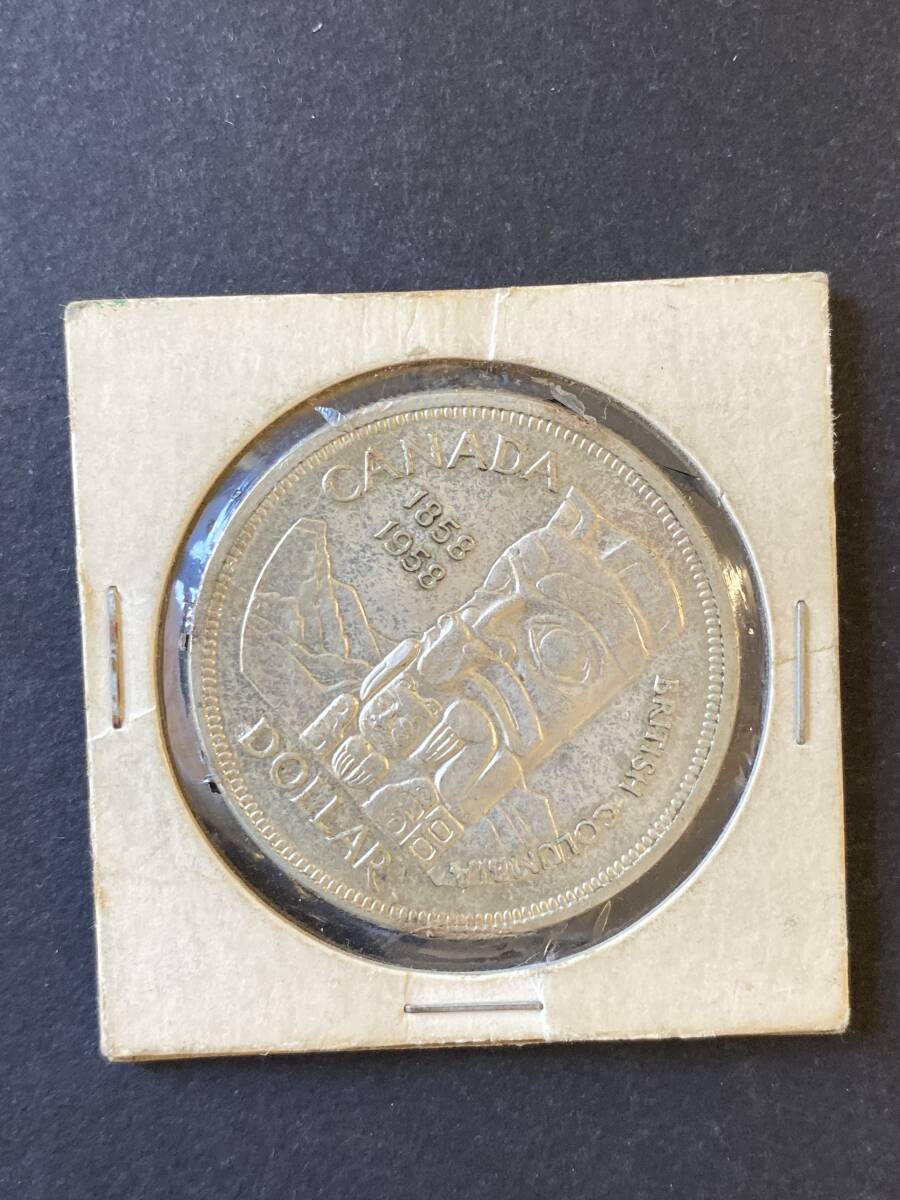 CANADA
1858
1958
BRITISH COLUMBIA
DOLLAR